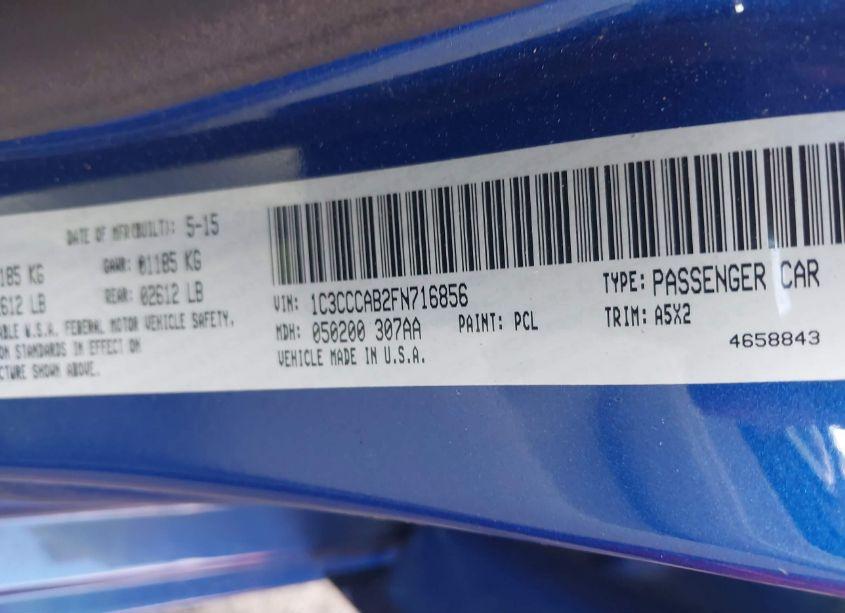 DATE OF MFR(BUILT): 5-15
185 KG GAWR: 01185 KG
612 LB REAR: 02612 LB
ABLE U.S.A. FEDERAL MOTOR VEHICLE SAFETY,
ON STANDARDS IN EFFECT ON
CTURE SHOWN ABOVE.
VIN: 1C3CCCAB2FN716856
TYPE: PASSENGER CAR
MDH: 050200 307AA PAINT: PCL TRIM: A5X2
VEHICLE MADE IN U.S.A.
4658843